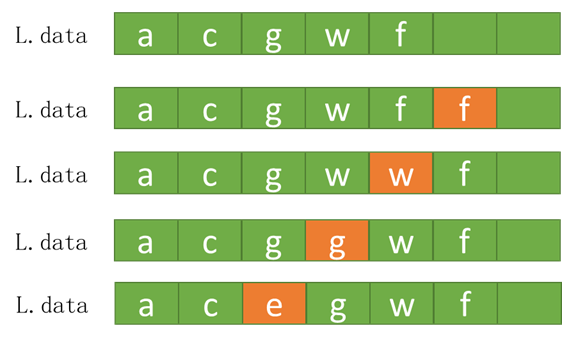 L.data a c g w f
L.data a c g w f f
L.data a c g w w f
L.data a c g g w f
L.data a c e g w f